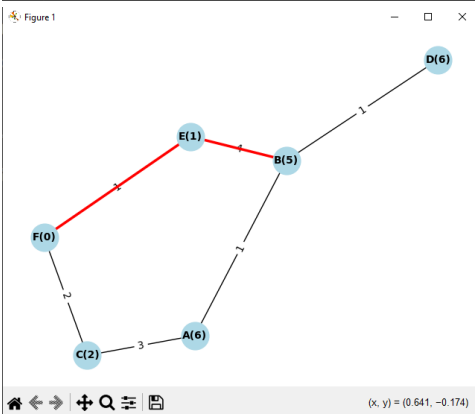 Figure 1
D(6)
1
E(1)
4
B(5)
1
1
F(0)
2
A(6)
3
C(2)
(x, y) = (0.641, −0.174)